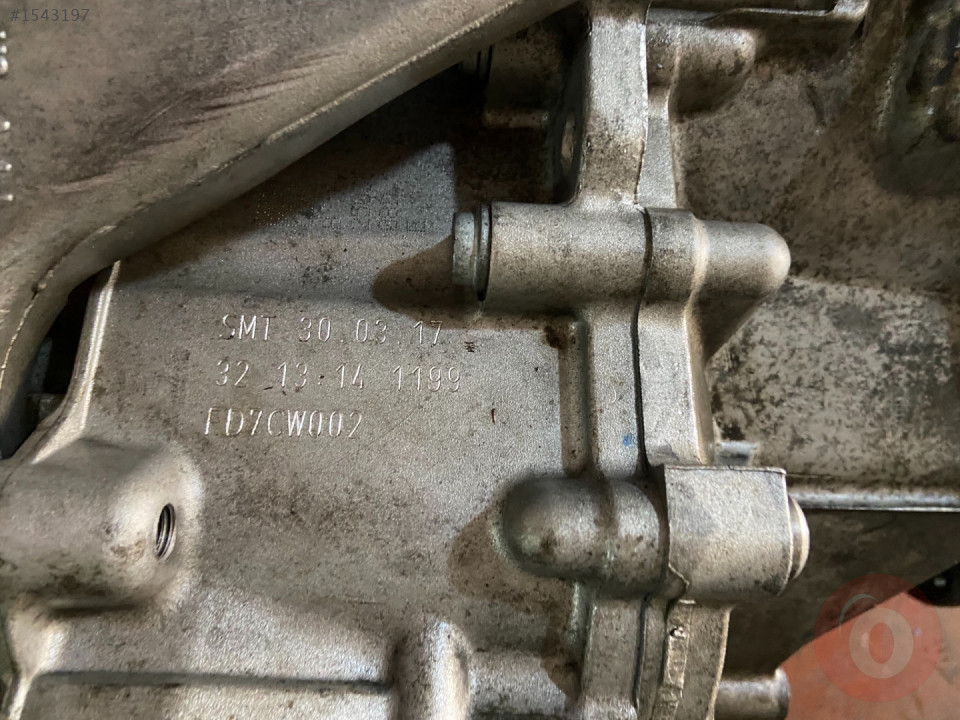 #1543197
SMT 30.03.17
32 13:14 1199
FD7CW002